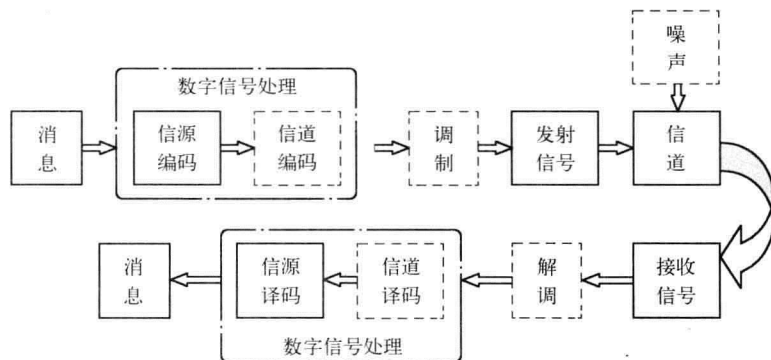 噪
声
数字信号处理
消
息
信源
编码
信道
编码
调
制
发射
信号
信
道
消
息
信源
译码
信道
译码
解
调
接收
信号
数字信号处理